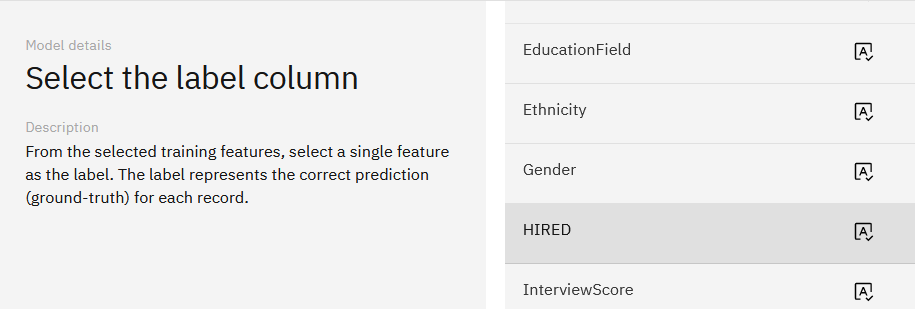 Model details
Select the label column
Description
From the selected training features, select a single feature
as the label. The label represents the correct prediction
(ground-truth) for each record.
EducationField
Ethnicity
Gender
HIRED
InterviewScore